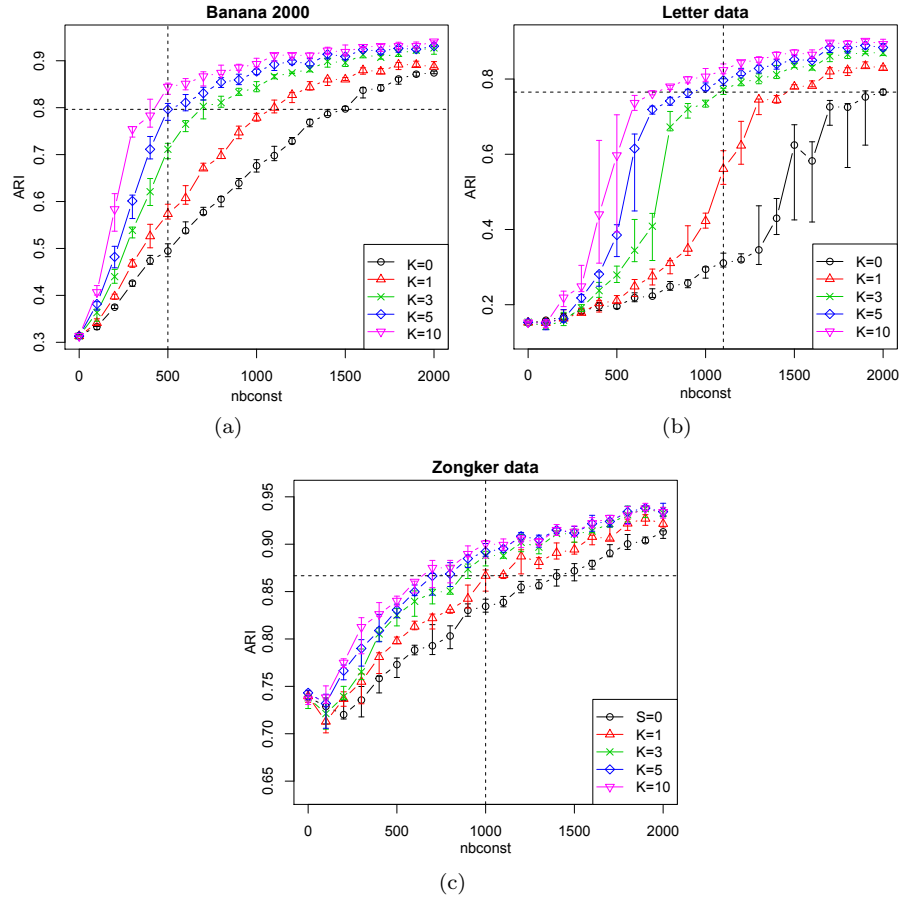 Banana 2000
ARI
0.3 0.4 0.5 0.6 0.7 0.8 0.9
K=0
K=1
K=3
K=5
K=10
0 500 1000 1500 2000
nbconst
(a)
Letter data
ARI
0.2 0.4 0.6 0.8
K=0
K=1
K=3
K=5
K=10
0 500 1000 1500 2000
nbconst
(b)
Zongker data
ARI
0.65 0.70 0.75 0.80 0.85 0.90 0.95
S=0
K=1
K=3
K=5
K=10
0 500 1000 1500 2000
nbconst
(c)